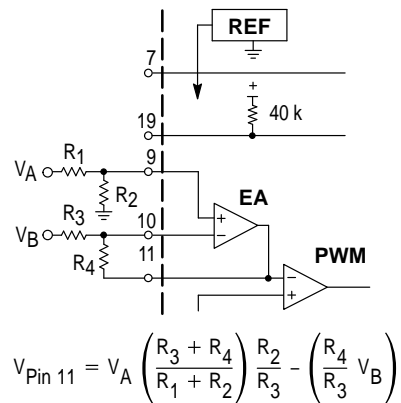 REF
7
+
40 k
19
R1
9
VA
R2
EA
+
−
R3
10
VB
11
R4
PWM
−
+
V Pin 11 = VA ( (R3 + R4) / (R1 + R2) ) R2/R3 − ( R4/R3 VB )